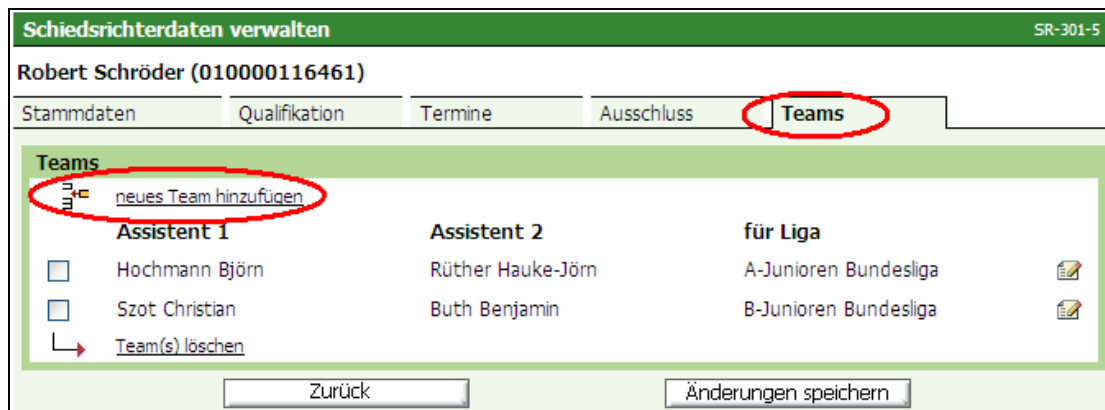 Schiedsrichterdaten verwalten SR-301-5
Robert Schröder (010000116461)
Stammdaten Qualifikation Termine Ausschluss Teams
Teams
neues Team hinzufügen
Assistent 1 Assistent 2 für Liga
Hochmann Björn Rüther Hauke-Jörn A-Junioren Bundesliga
Szot Christian Buth Benjamin B-Junioren Bundesliga
Team(s) löschen
Zurück Änderungen speichern